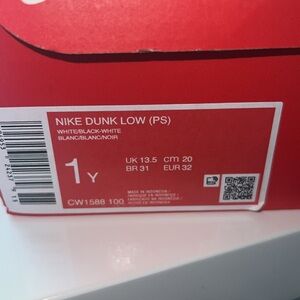 NIKE DUNK LOW (PS)
WHITE/BLACK-WHITE
BLANC/BLANC/NOIR
1Y
UK 13.5 cm 20
BR 31 EUR 32
CW1588 100
MADE IN INDONESIA